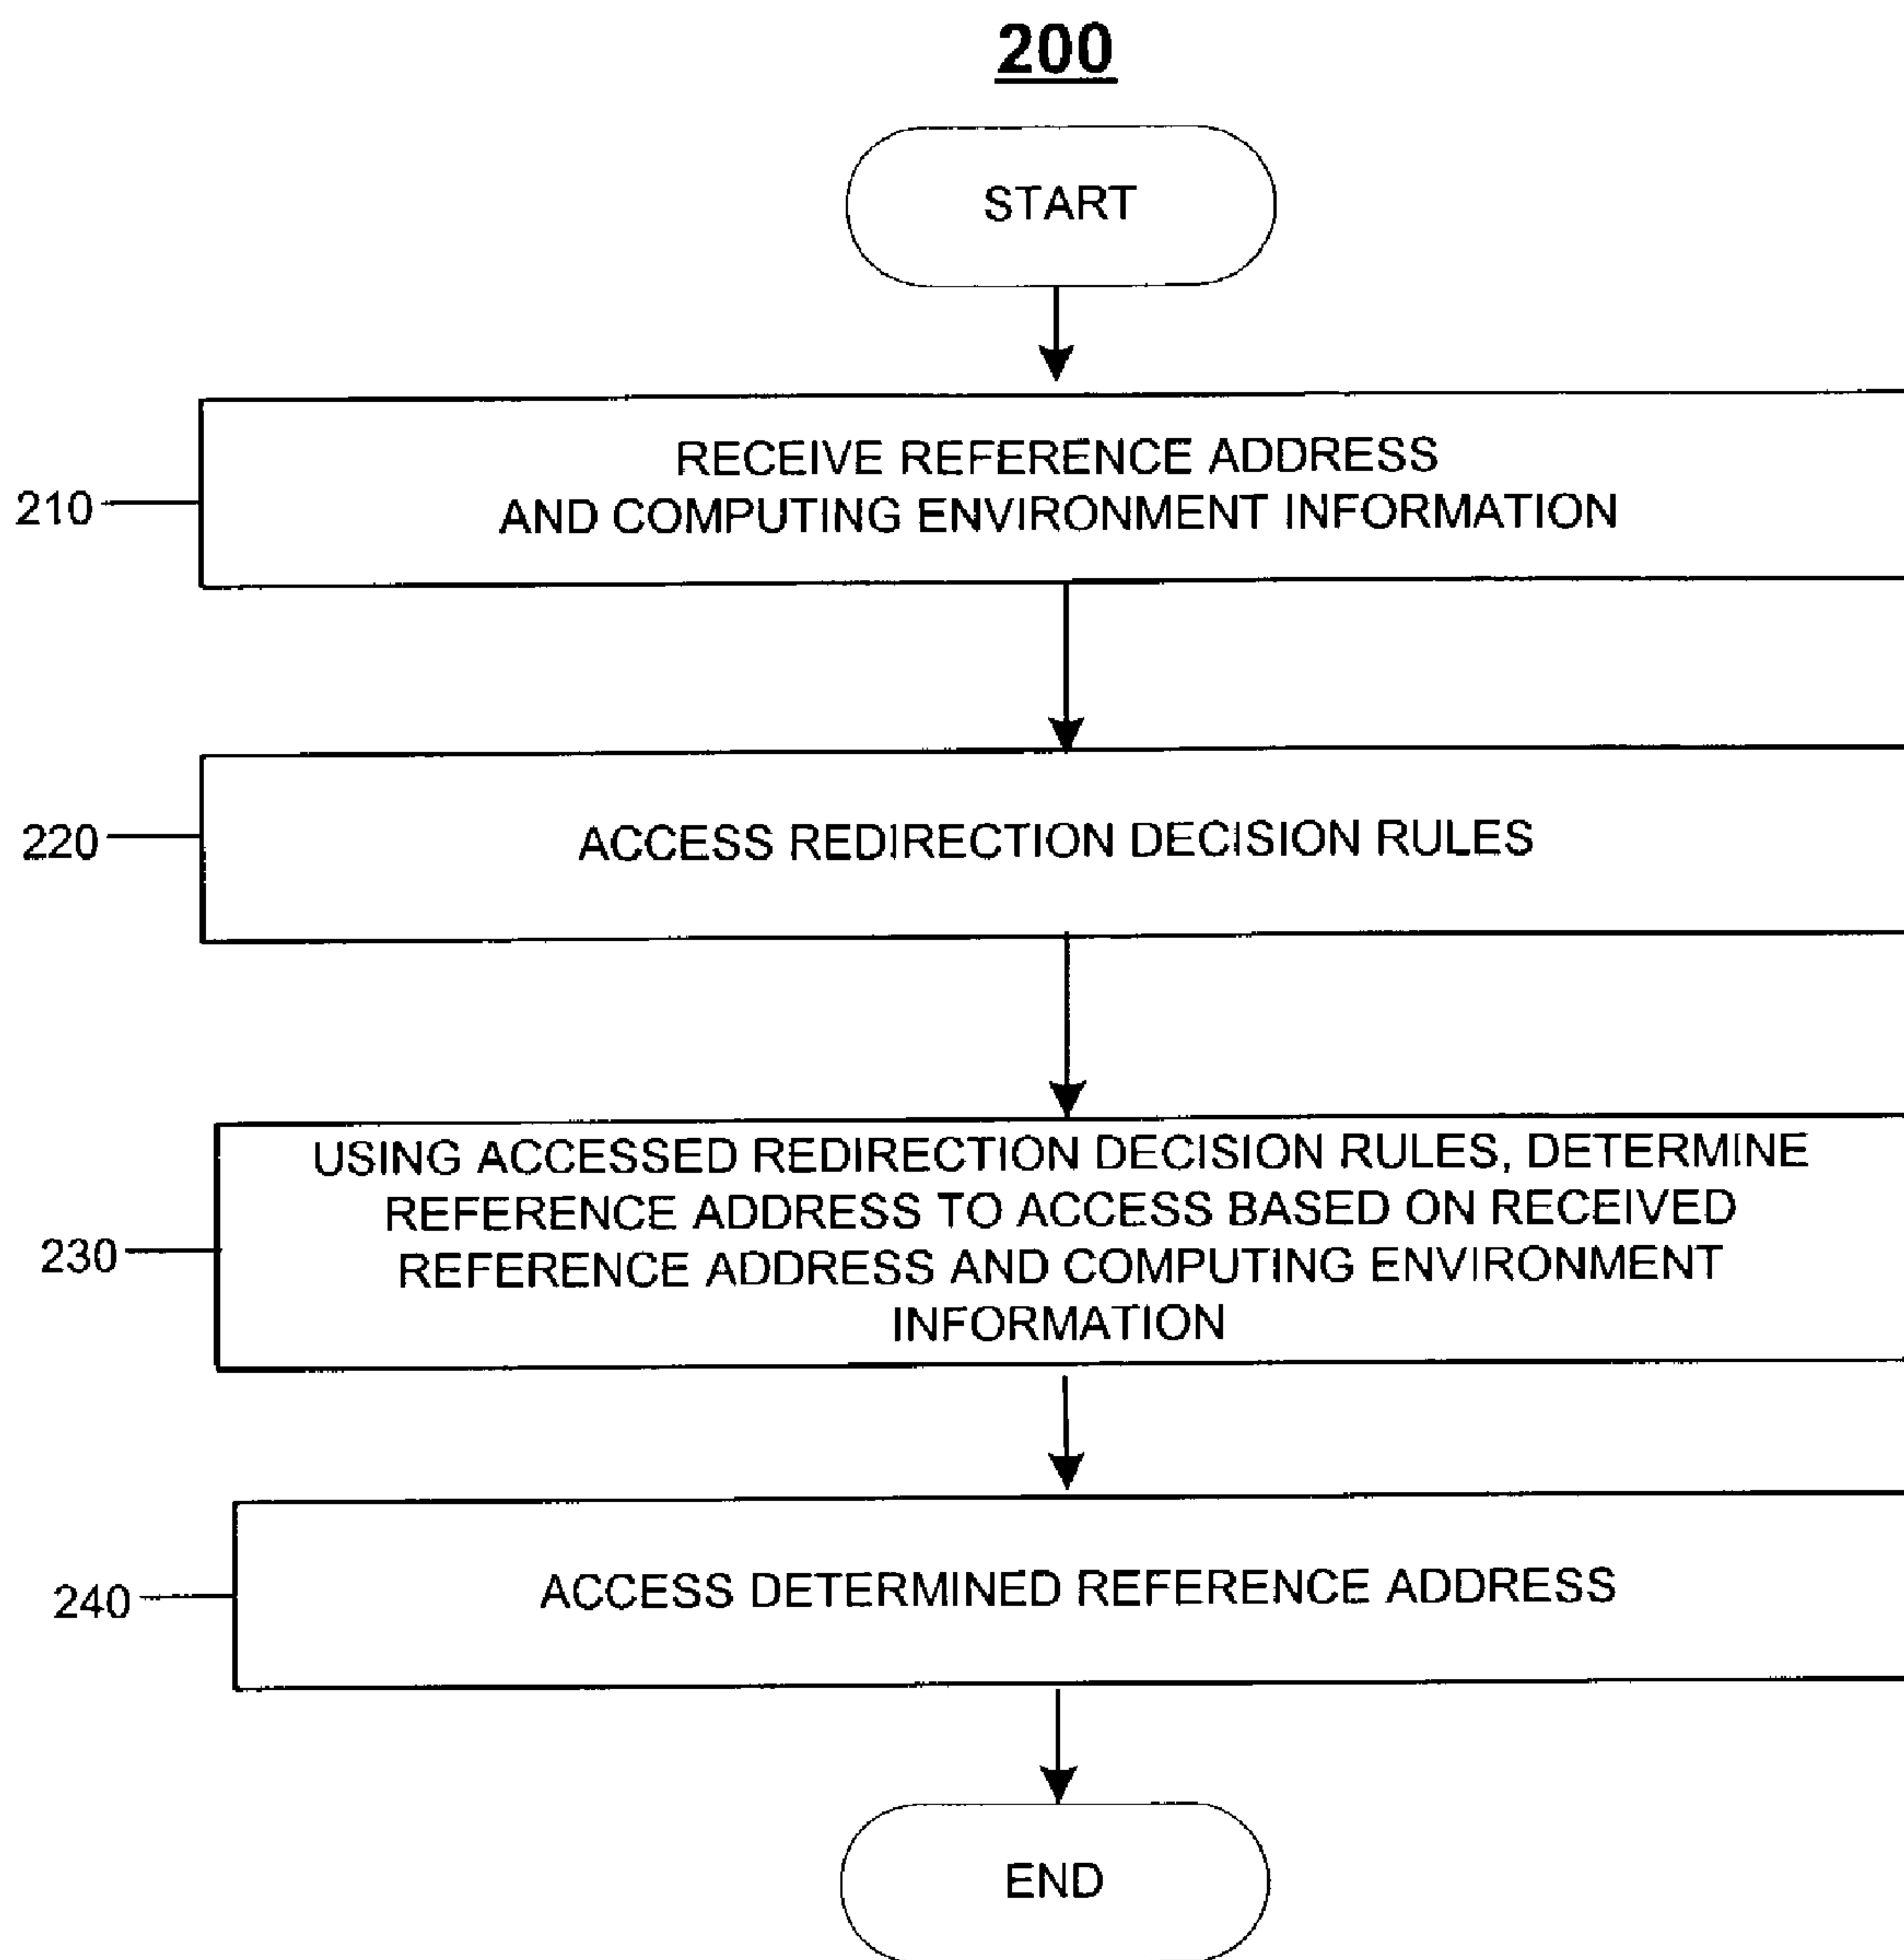 200
START
RECEIVE REFERENCE ADDRESS
AND COMPUTING ENVIRONMENT INFORMATION
210
ACCESS REDIRECTION DECISION RULES
220
USING ACCESSED REDIRECTION DECISION RULES, DETERMINE
REFERENCE ADDRESS TO ACCESS BASED ON RECEIVED
REFERENCE ADDRESS AND COMPUTING ENVIRONMENT
INFORMATION
230
ACCESS DETERMINED REFERENCE ADDRESS
240
END